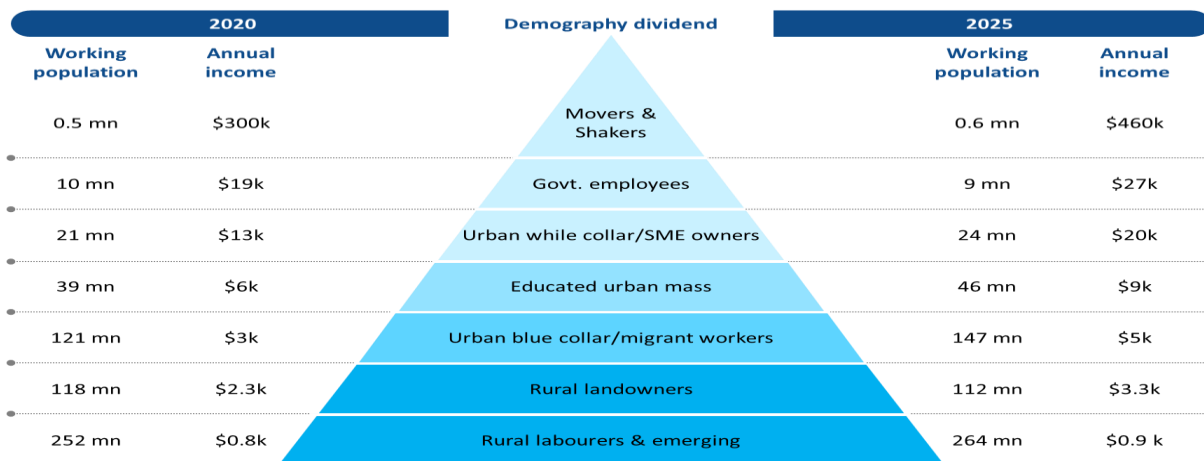 2020 Demography dividend 2025
Working population Annual income Working population Annual income
0.5 mn $300k Movers & Shakers 0.6 mn $460k
10 mn $19k Govt. employees 9 mn $27k
21 mn $13k Urban while collar/SME owners 24 mn $20k
39 mn $6k Educated urban mass 46 mn $9k
121 mn $3k Urban blue collar/migrant workers 147 mn $5k
118 mn $2.3k Rural landowners 112 mn $3.3k
252 mn $0.8k Rural labourers & emerging 264 mn $0.9 k